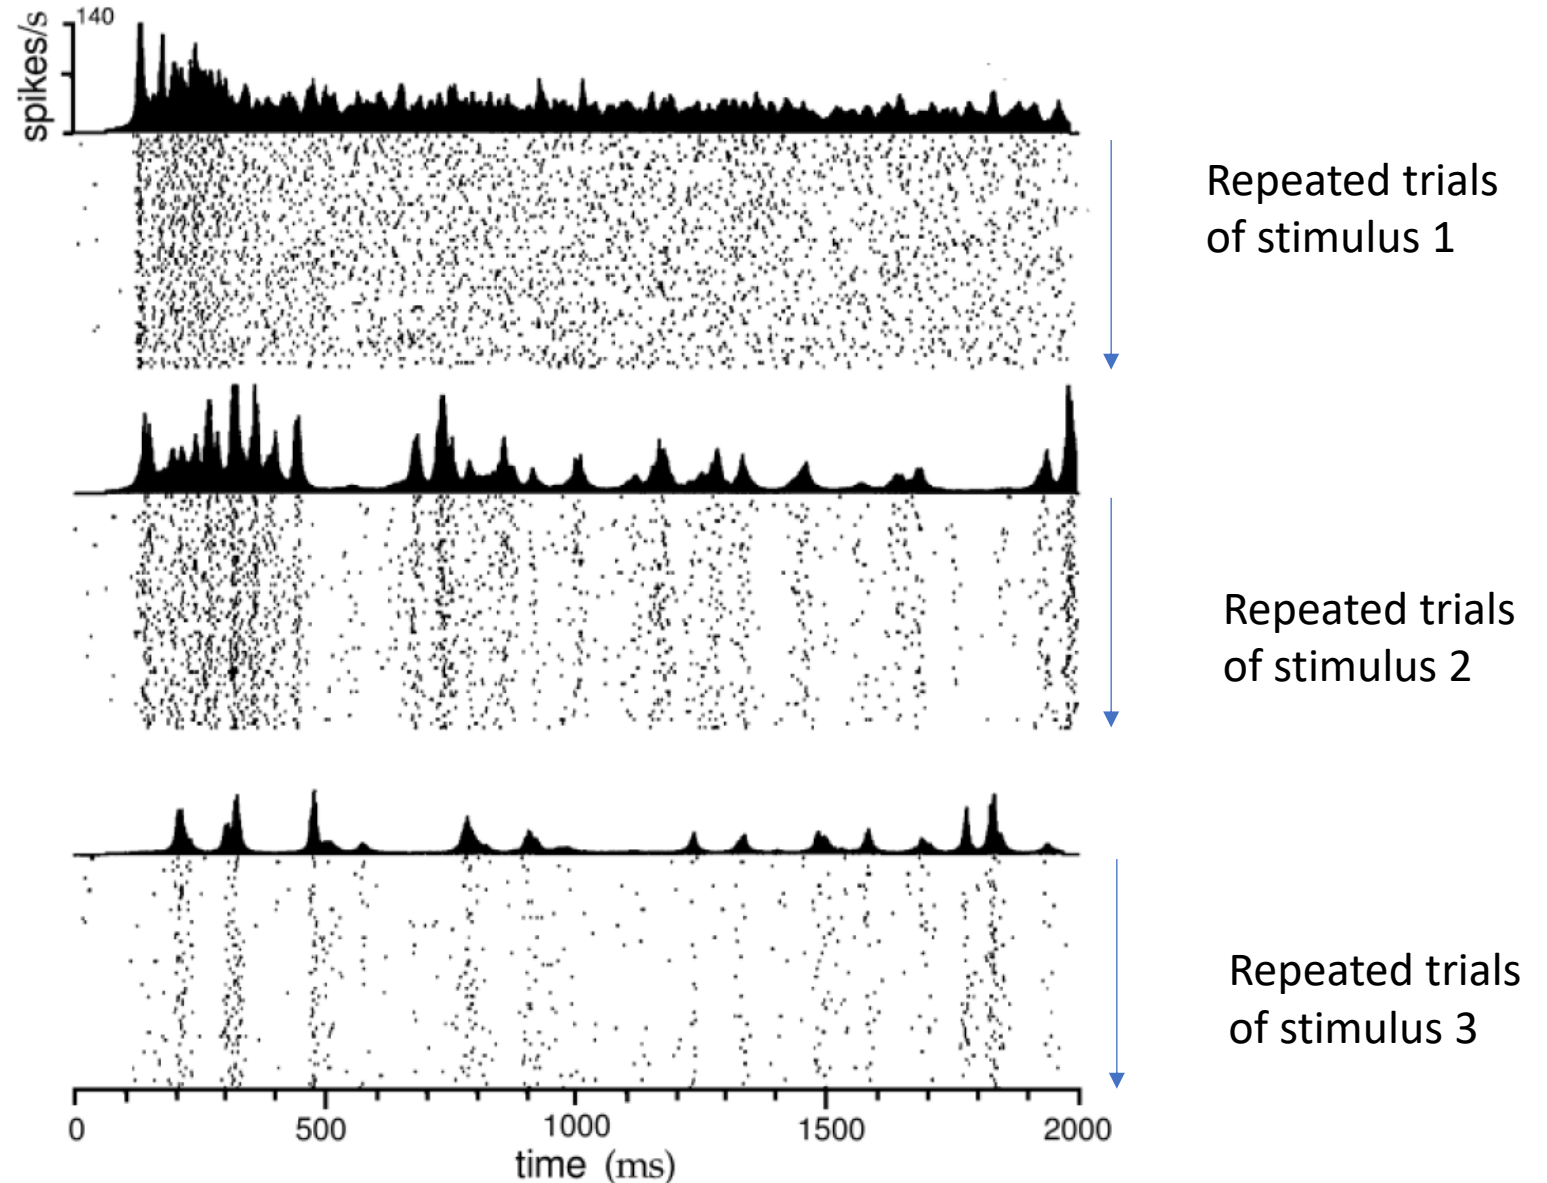 140
spikes/s
Repeated trials
of stimulus 1
Repeated trials
of stimulus 2
Repeated trials
of stimulus 3
0 500 1000 1500 2000
time (ms)